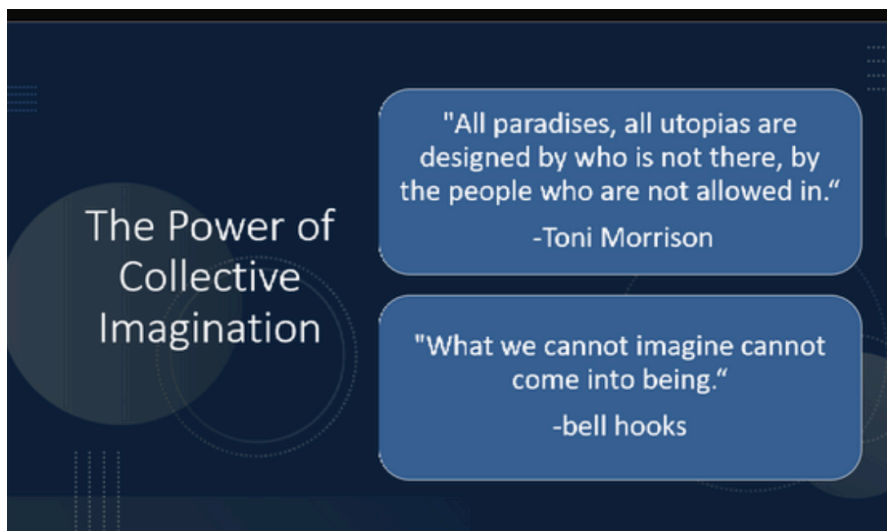 The Power of
Collective
Imagination
"All paradises, all utopias are
designed by who is not there, by
the people who are not allowed in.“
-Toni Morrison
"What we cannot imagine cannot
come into being.“
-bell hooks